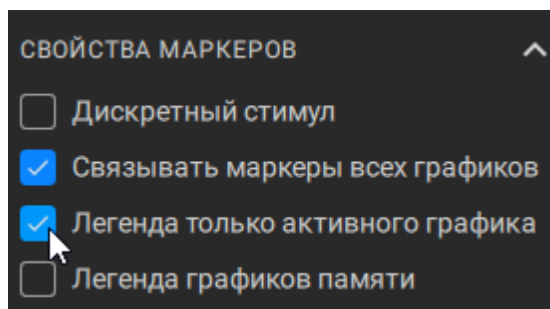 СВОЙСТВА МАРКЕРОВ
Дискретный стимул
Связывать маркеры всех графиков
Легенда только активного графика
Легенда графиков памяти